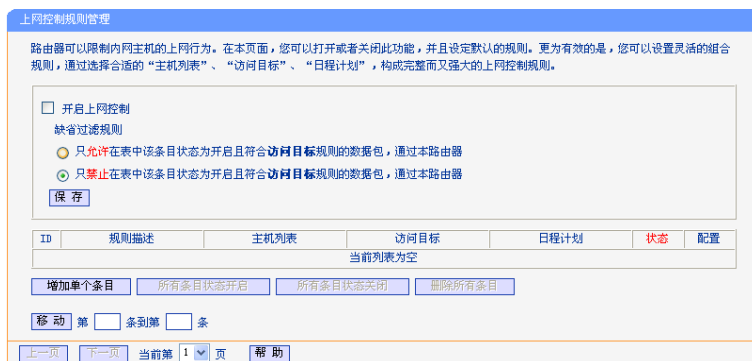 上网控制规则管理
路由器可以限制内网主机的上网行为。在本页面，您可以打开或者关闭此功能，并且设定默认的规则。更为有效的是，您可以设置灵活的组合
规则，通过选择合适的“主机列表”、“访问目标”、“日程计划”，构成完整而又强大的上网控制规则。
开启上网控制
缺省过滤规则
只允许在表中该条目状态为开启且符合访问目标规则的数据包，通过本路由器
只禁止在表中该条目状态为开启且符合访问目标规则的数据包，通过本路由器
保 存
ID 规则描述 主机列表 访问目标 日程计划 状态 配置
当前列表为空
增加单个条目 所有条目状态开启 所有条目状态关闭 删除所有条目
移 动 第 条到第 条
上一页 下一页 当前第 1 页 帮 助